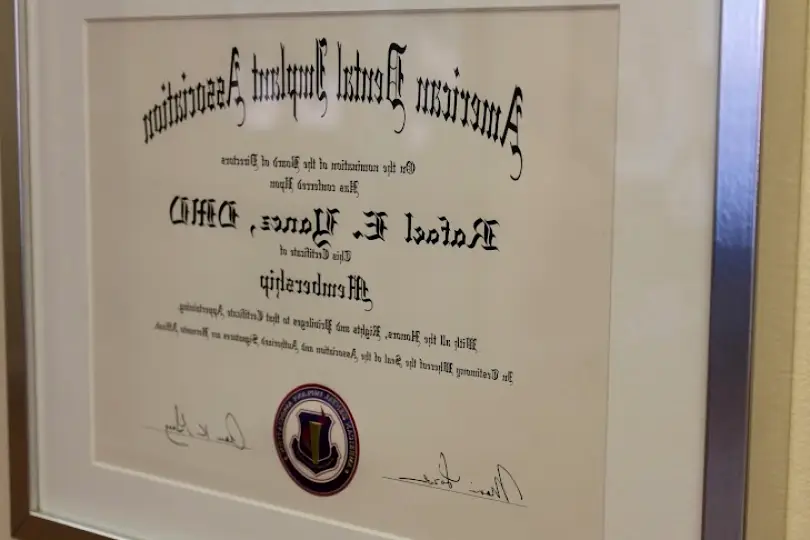 American Dental Implant Association
On the nomination of the Board of Directors
Has conferred Upon
Rafael E. Yanez, DMD
This Certificate of
Membership
With all the Honors, Rights and Privileges to that Certificate Appertaining.
In Testimony Whereof the Seal of the Association and Authorized Signatures are Hereunto Affixed.